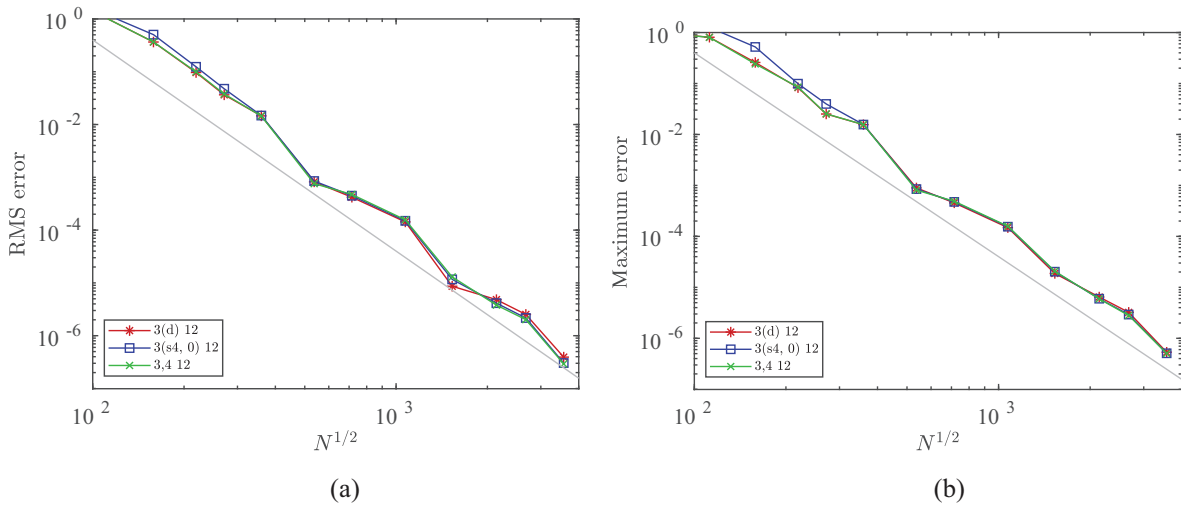 10^0
10^-2
10^-4
10^-6
RMS error
3(d) 12
3(s4, 0) 12
3,4 12
10^2
10^3
N^{1/2}
(a)
10^0
10^-2
10^-4
10^-6
Maximum error
3(d) 12
3(s4, 0) 12
3,4 12
10^2
10^3
N^{1/2}
(b)